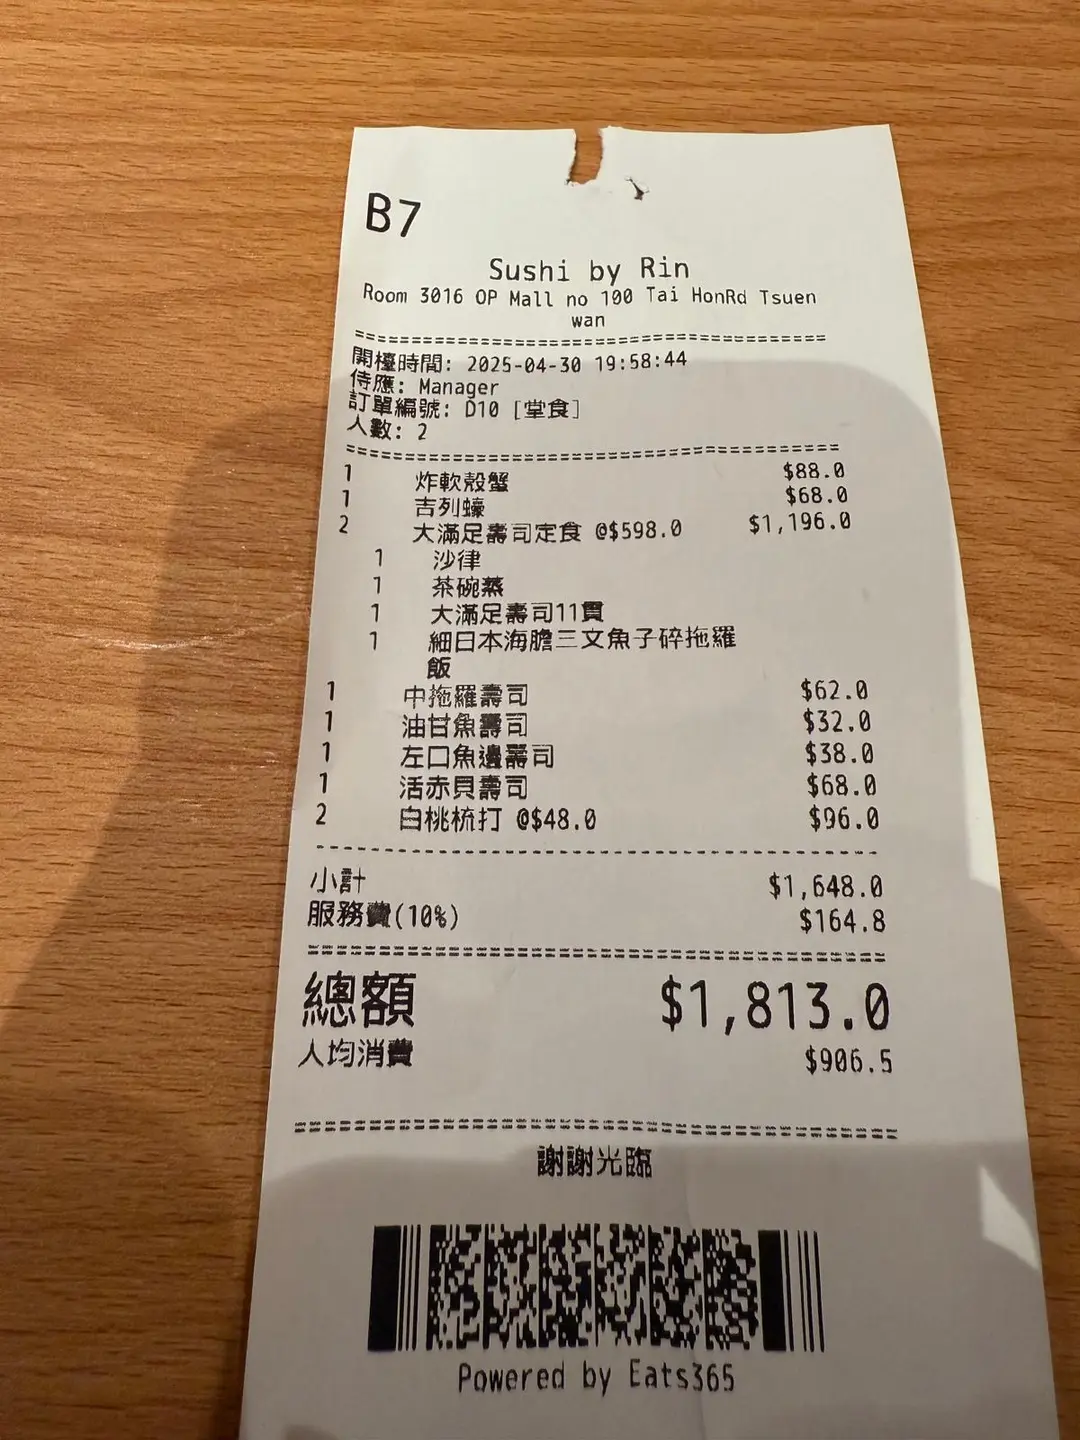 B7
Sushi by Rin
Room 3016 OP Mall no 100 Tai HonRd Tsuen
wan
開檯時間: 2025-04-30 19:58:44
侍應: Manager
訂單編號: D10 [堂食]
人數: 2
1 炸軟殼蟹 $88.0
1 吉列蠔 $68.0
2 大滿足壽司定食 @$598.0 $1,196.0
1 沙律
1 茶碗蒸
1 大滿足壽司11貫
1 細日本海膽三文魚子碎拖羅
飯
1 中拖羅壽司 $62.0
1 油甘魚壽司 $32.0
1 左口魚邊壽司 $38.0
1 活赤貝壽司 $68.0
2 白桃梳打 @$48.0 $96.0
小計 $1,648.0
服務費(10%) $164.8
總額 $1,813.0
人均消費 $906.5
謝謝光臨
Powered by Eats365